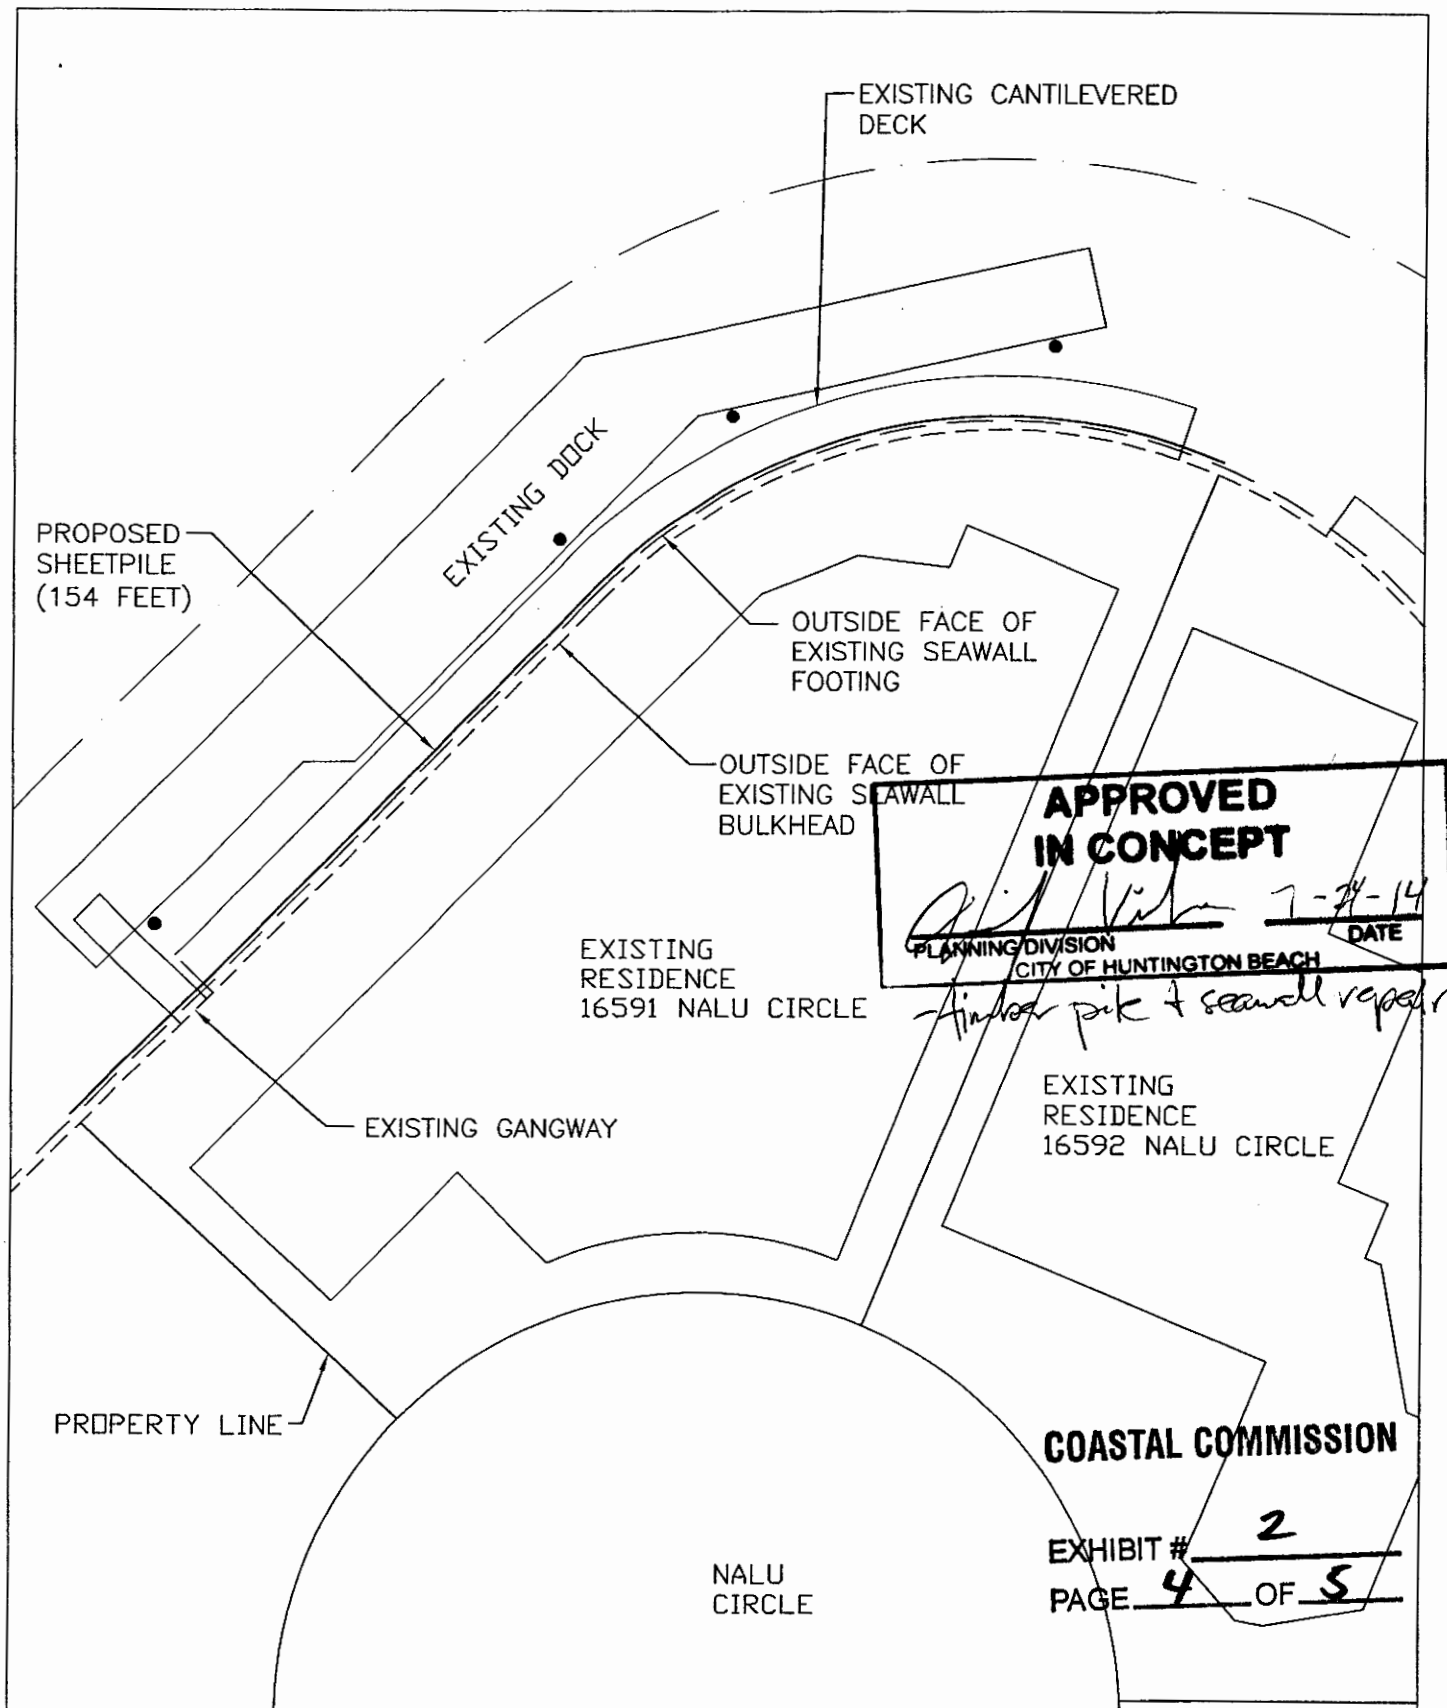 EXISTING CANTILEVERED
DECK
EXISTING DOCK
PROPOSED
SHEETPILE
(154 FEET)
OUTSIDE FACE OF
EXISTING SEAWALL
FOOTING
OUTSIDE FACE OF
EXISTING SEAWALL
BULKHEAD
APPROVED
IN CONCEPT
7-24-14
PLANNING DIVISION
DATE
CITY OF HUNTINGTON BEACH
-timber pile & seawall repair
EXISTING
RESIDENCE
16591 NALU CIRCLE
EXISTING
RESIDENCE
16592 NALU CIRCLE
EXISTING GANGWAY
PROPERTY LINE
COASTAL COMMISSION
EXHIBIT # 2
PAGE 4 OF 5
NALU
CIRCLE